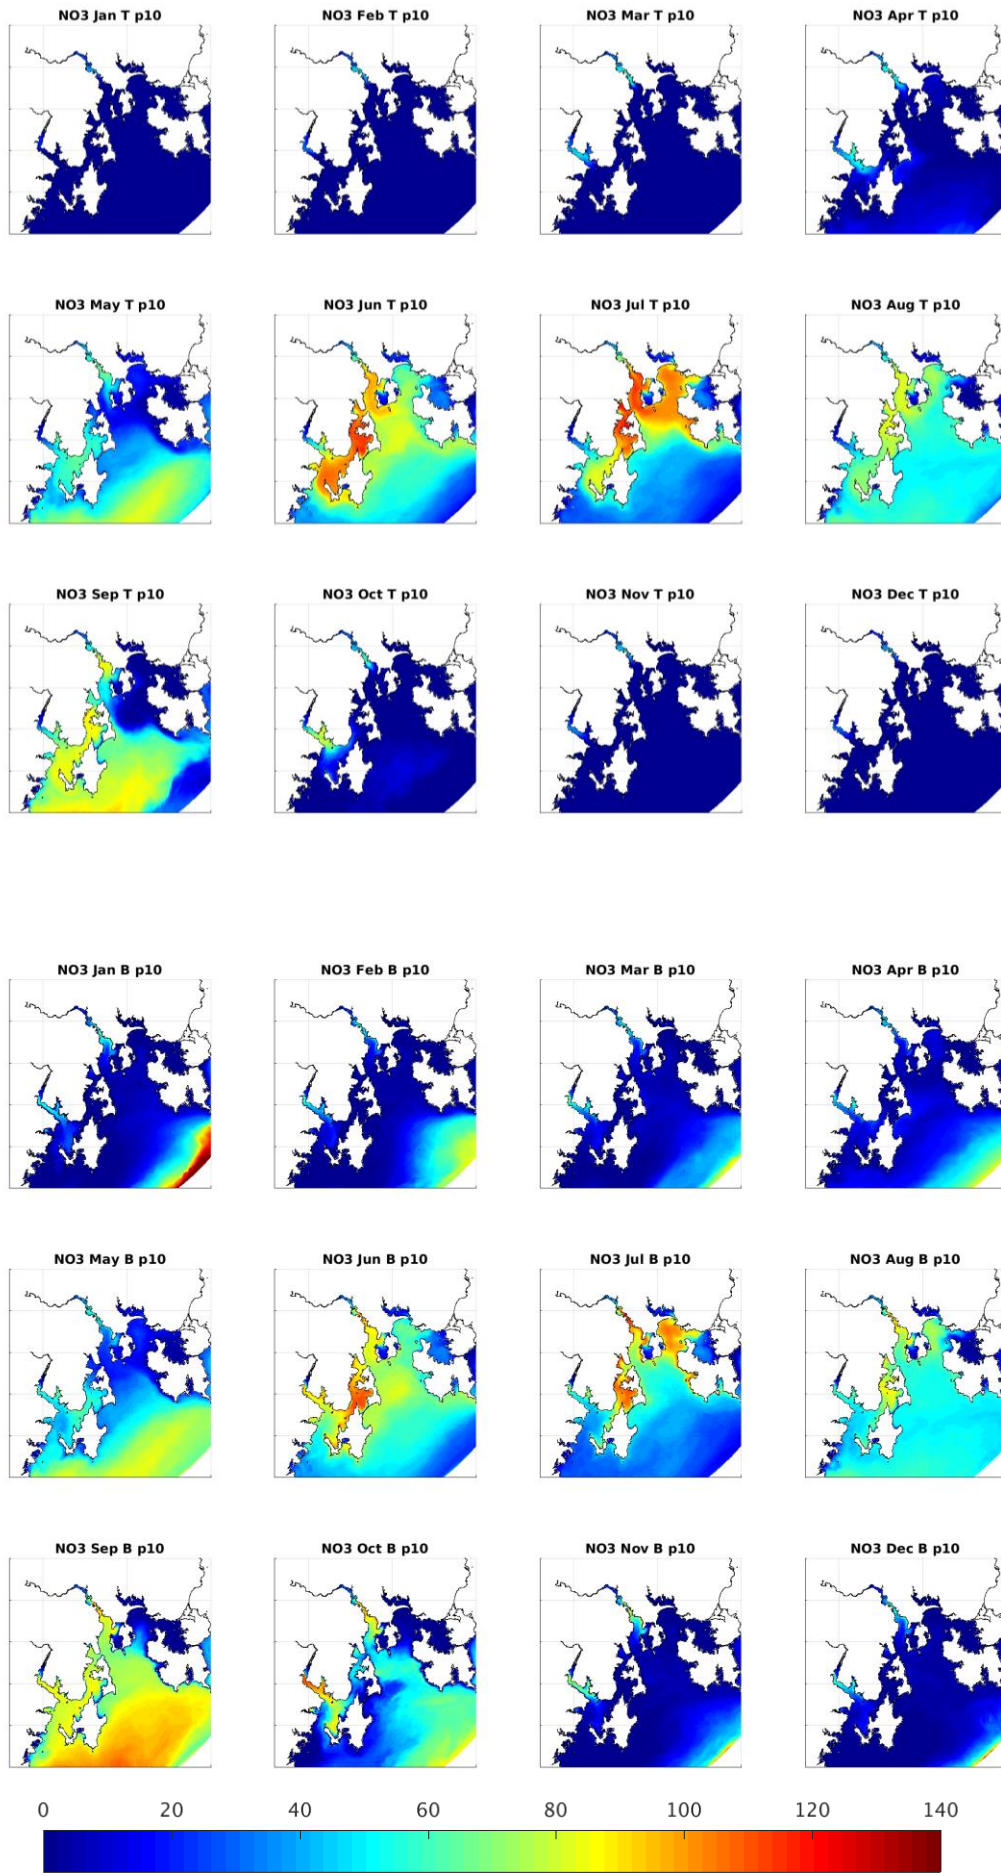 NO3 Jan T p10 NO3 Feb T p10 NO3 Mar T p10 NO3 Apr T p10
NO3 May T p10 NO3 Jun T p10 NO3 Jul T p10 NO3 Aug T p10
NO3 Sep T p10 NO3 Oct T p10 NO3 Nov T p10 NO3 Dec T p10
NO3 Jan B p10 NO3 Feb B p10 NO3 Mar B p10 NO3 Apr B p10
NO3 May B p10 NO3 Jun B p10 NO3 Jul B p10 NO3 Aug B p10
NO3 Sep B p10 NO3 Oct B p10 NO3 Nov B p10 NO3 Dec B p10
0 20 40 60 80 100 120 140